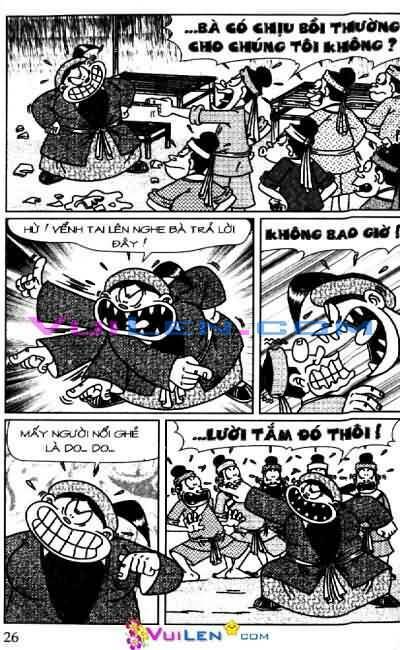 ...BÀ CÓ CHỊU BỒI THƯỜNG
CHO CHÚNG TÔI KHÔNG ?
HỪ ! VỂNH TAI LÊN NGHE BÀ TRẢ LỜI
ĐÂY !
KHÔNG BAO GIỜ !
VUILEN.COM
MẤY NGƯỜI NỔI GHẺ
LÀ DO... DO...
...LƯỜI TẮM ĐÓ THÔI !
26
VUILEN.COM